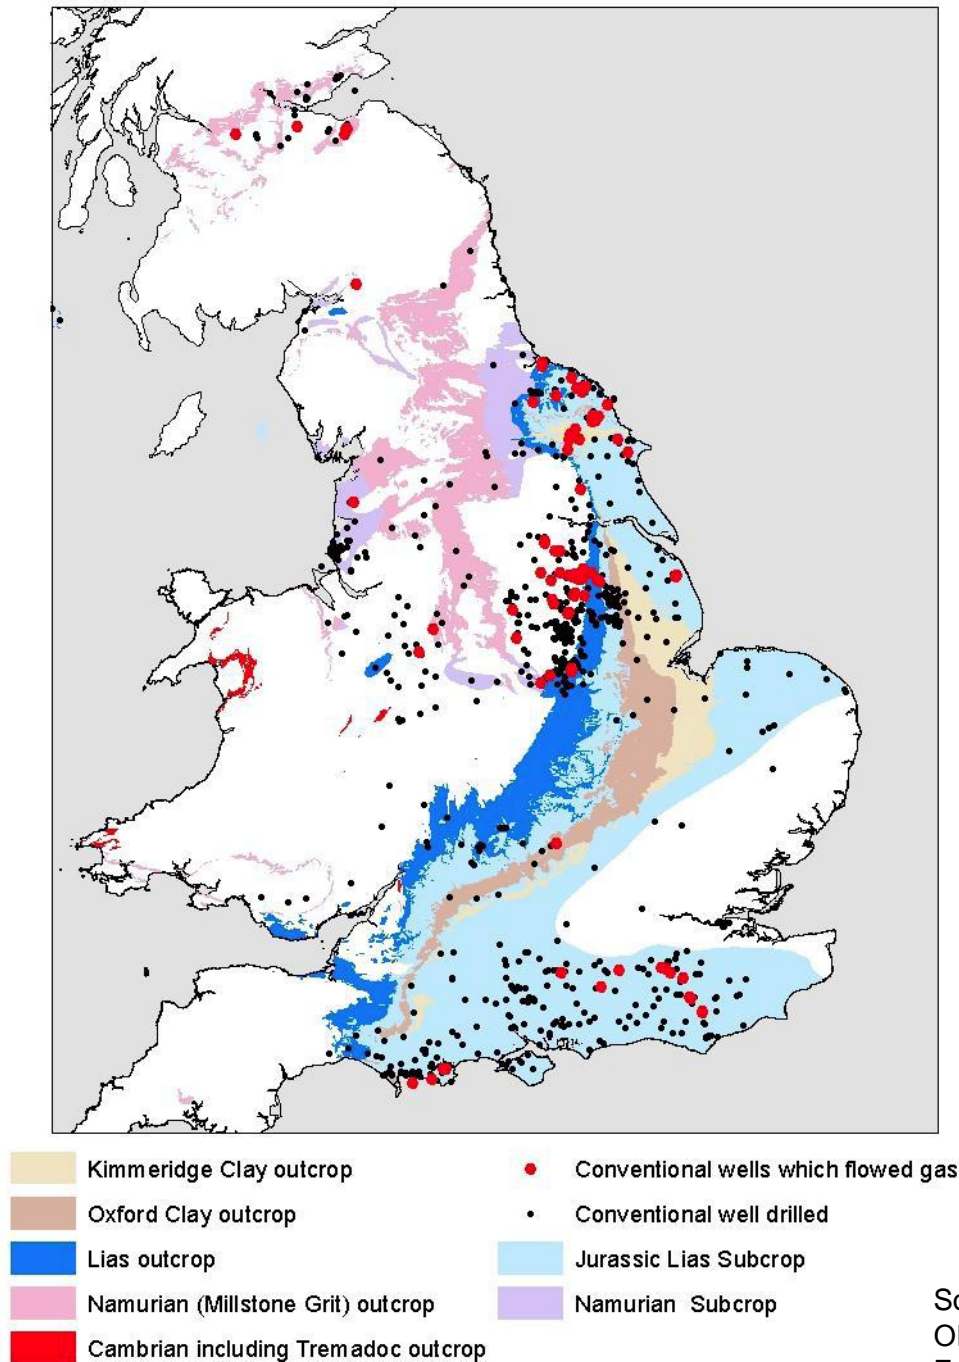 Kimmeridge Clay outcrop
Oxford Clay outcrop
Lias outcrop
Namurian (Millstone Grit) outcrop
Cambrian including Tremadoc outcrop
Conventional wells which flowed gas
Conventional well drilled
Jurassic Lias Subcrop
Namurian Subcrop